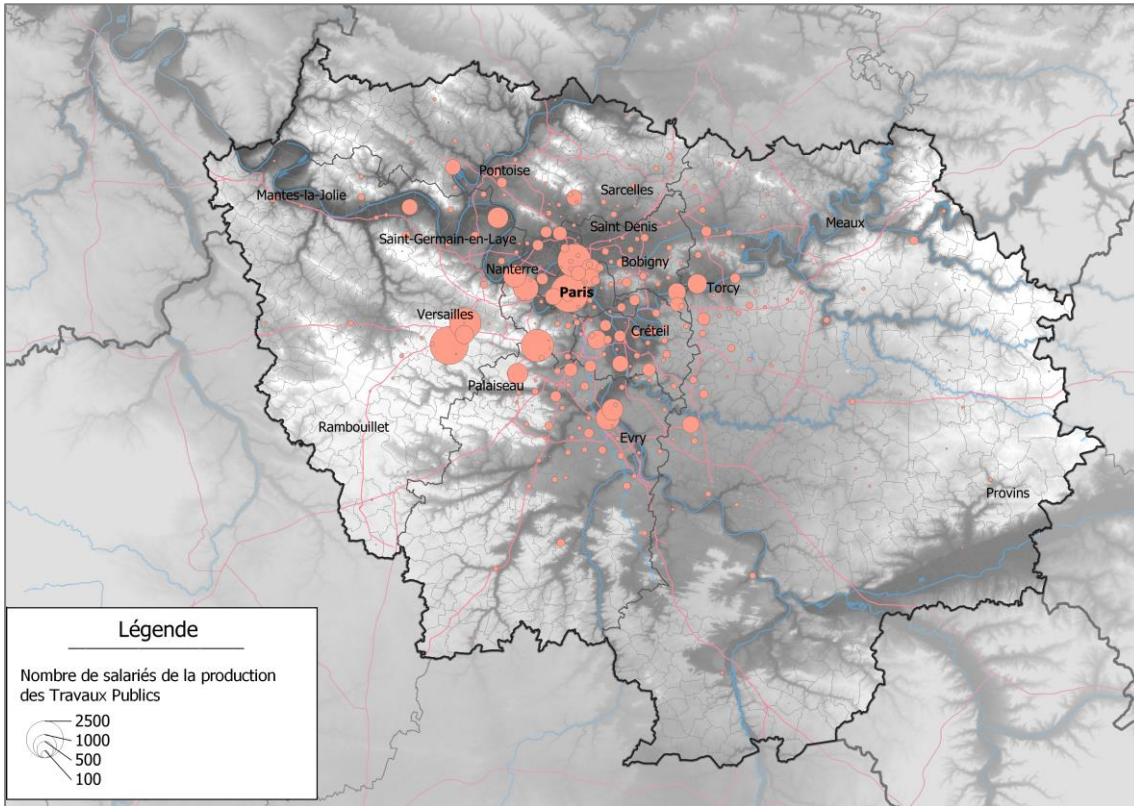 Pontoise
Mantes-la-Jolie
Sarcelles
Saint Denis
Meaux
Saint-Germain-en-Laye
Nanterre
Bobigny
Paris
Torcy
Versailles
Créteil
Palaiseau
Rambouillet
Evry
Provins
Légende
Nombre de salariés de la production
des Travaux Publics
2500
1000
500
100